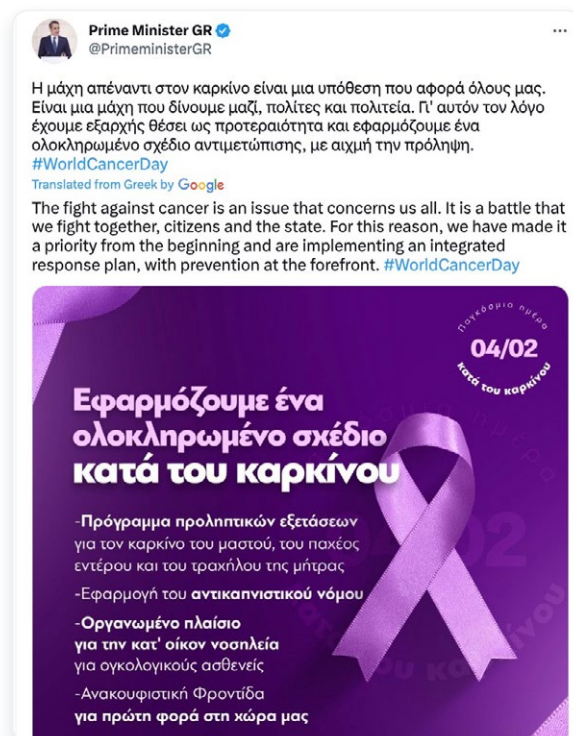 Prime Minister GR
@PrimeministerGR
Η μάχη απέναντι στον καρκίνο είναι μια υπόθεση που αφορά όλους μας.
Είναι μια μάχη που δίνουμε μαζί, πολίτες και πολιτεία. Γι' αυτόν τον λόγο
έχουμε εξαρχής θέσει ως προτεραιότητα και εφαρμόζουμε ένα
ολοκληρωμένο σχέδιο αντιμετώπισης, με αιχμή την πρόληψη.
#WorldCancerDay
Translated from Greek by Google
The fight against cancer is an issue that concerns us all. It is a battle that
we fight together, citizens and the state. For this reason, we have made it
a priority from the beginning and are implementing an integrated
response plan, with prevention at the forefront. #WorldCancerDay
Παγκόσμια ημέρα
04/02
κατά του καρκίνου
Εφαρμόζουμε ένα
ολοκληρωμένο σχέδιο
κατά του καρκίνου
-Πρόγραμμα προληπτικών εξετάσεων
για τον καρκίνο του μαστού, του παχέος
εντέρου και του τραχήλου της μήτρας
-Εφαρμογή του αντικαπνιστικού νόμου
-Οργανωμένο πλαίσιο
για την κατ' οίκον νοσηλεία
για ογκολογικούς ασθενείς
-Ανακουφιστική Φροντίδα
για πρώτη φορά στη χώρα μας